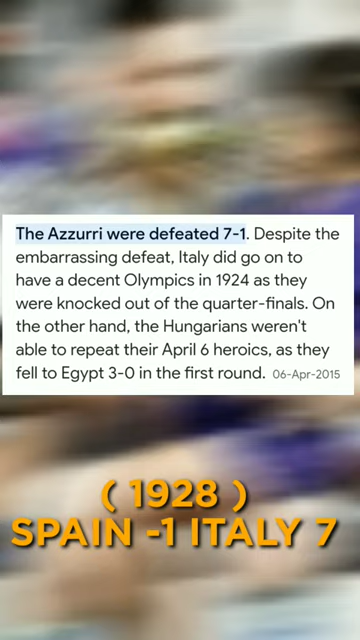 The Azzurri were defeated 7-1. Despite the
embarrassing defeat, Italy did go on to
have a decent Olympics in 1924 as they
were knocked out of the quarter-finals. On
the other hand, the Hungarians weren't
able to repeat their April 6 heroics, as they
fell to Egypt 3-0 in the first round. 06-Apr-2015
( 1928 )
SPAIN -1 ITALY 7